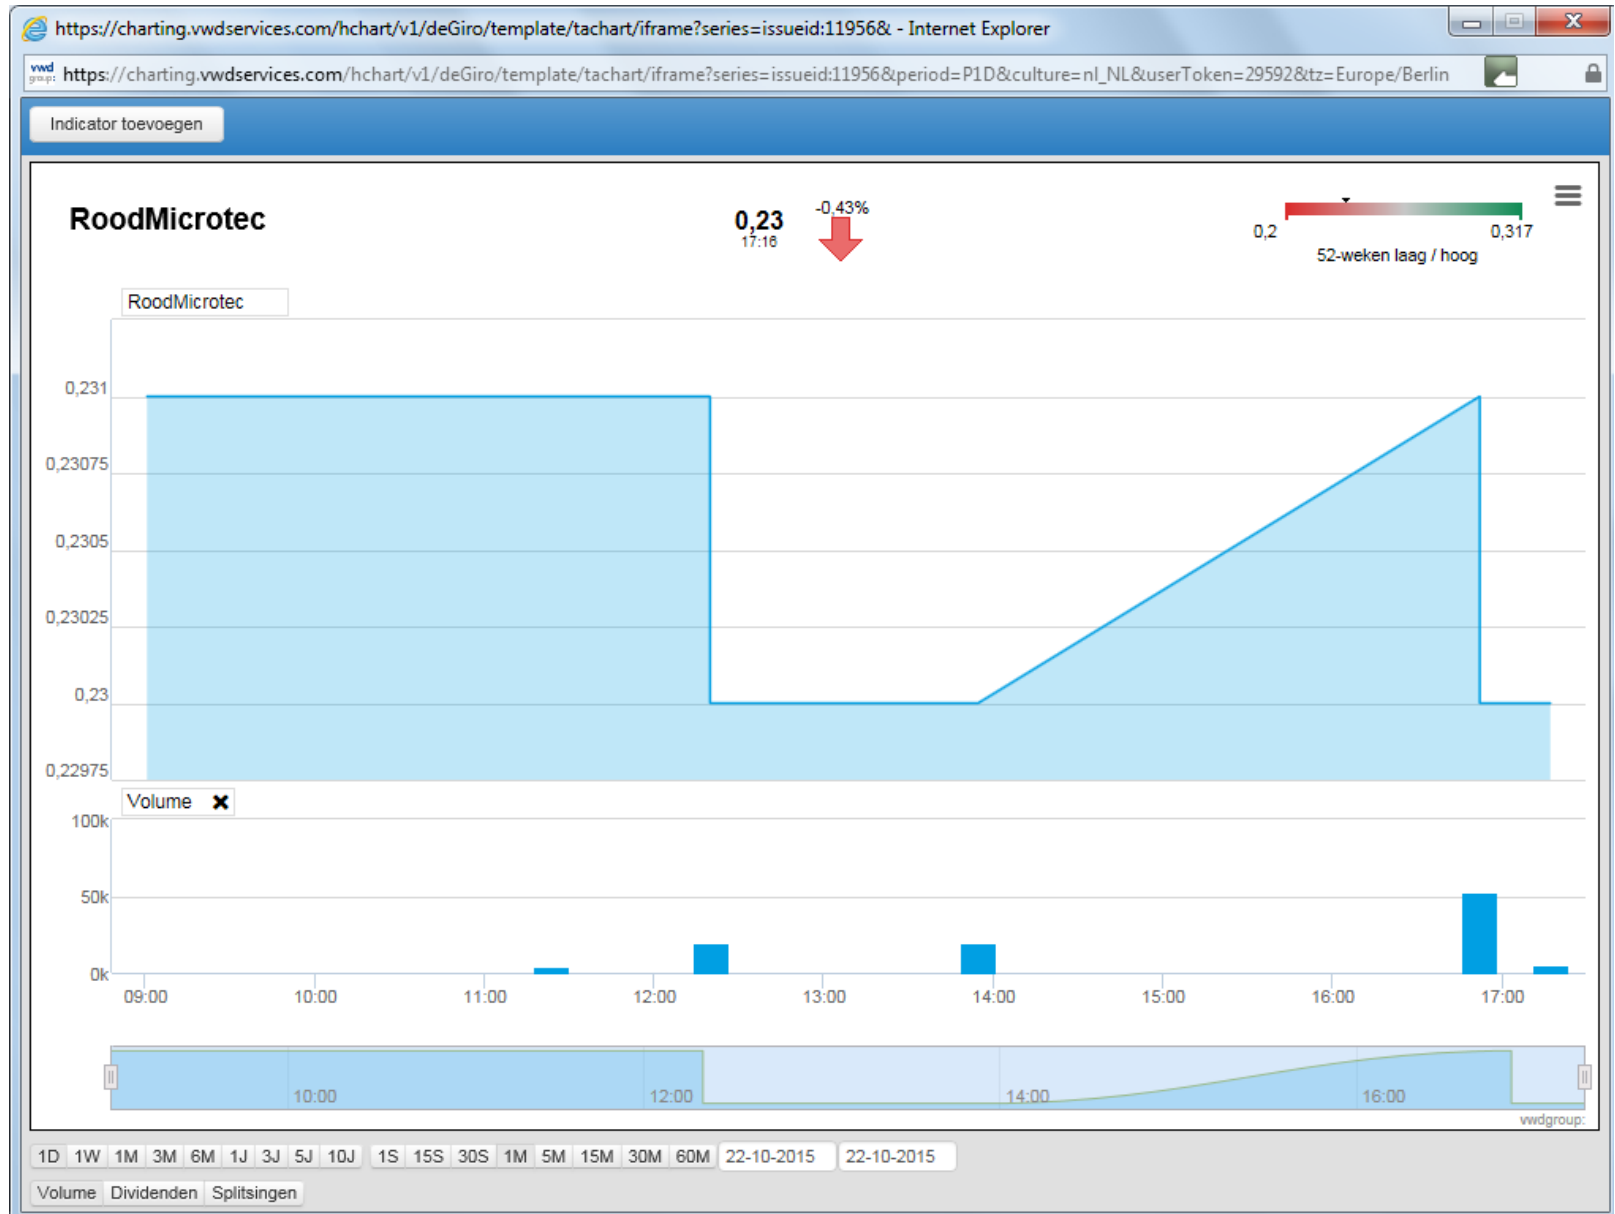 https://charting.vwdservices.com/hchart/v1/deGiro/template/tachart/iframe?series=issueid:11956& - Internet Explorer
vwd group: https://charting.vwdservices.com/hchart/v1/deGiro/template/tachart/iframe?series=issueid:11956&period=P1D&culture=nl_NL&userToken=29592&tz=Europe/Berlin
Indicator toevoegen
RoodMicrotec
0,23
17:16
-0,43%
0,2 0,317
52-weken laag / hoog
RoodMicrotec
0,231
0,23075
0,2305
0,23025
0,23
0,22975
Volume
100k
50k
0k
09:00 10:00 11:00 12:00 13:00 14:00 15:00 16:00 17:00
10:00 12:00 14:00 16:00
vwdgroup:
1D 1W 1M 3M 6M 1J 3J 5J 10J 1S 15S 30S 1M 5M 15M 30M 60M 22-10-2015 22-10-2015
Volume Dividenden Splitsingen